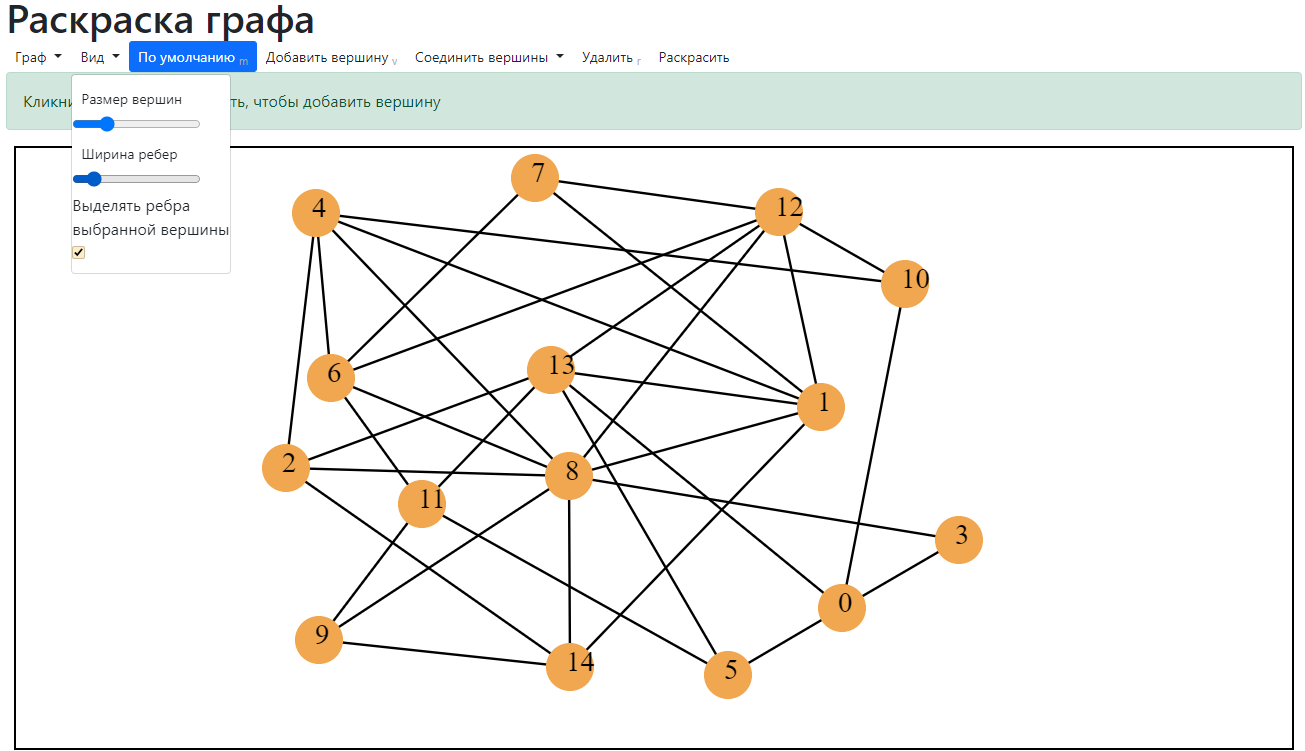 Раскраска графа
Граф Вид По умолчанию m Добавить вершину v Соединить вершины Удалить r Раскрасить
Кликни ть, чтобы добавить вершину
Размер вершин
Ширина ребер
Выделять ребра
выбранной вершины
7
4
12
10
13
6
1
2
8
11
3
0
9
14
5